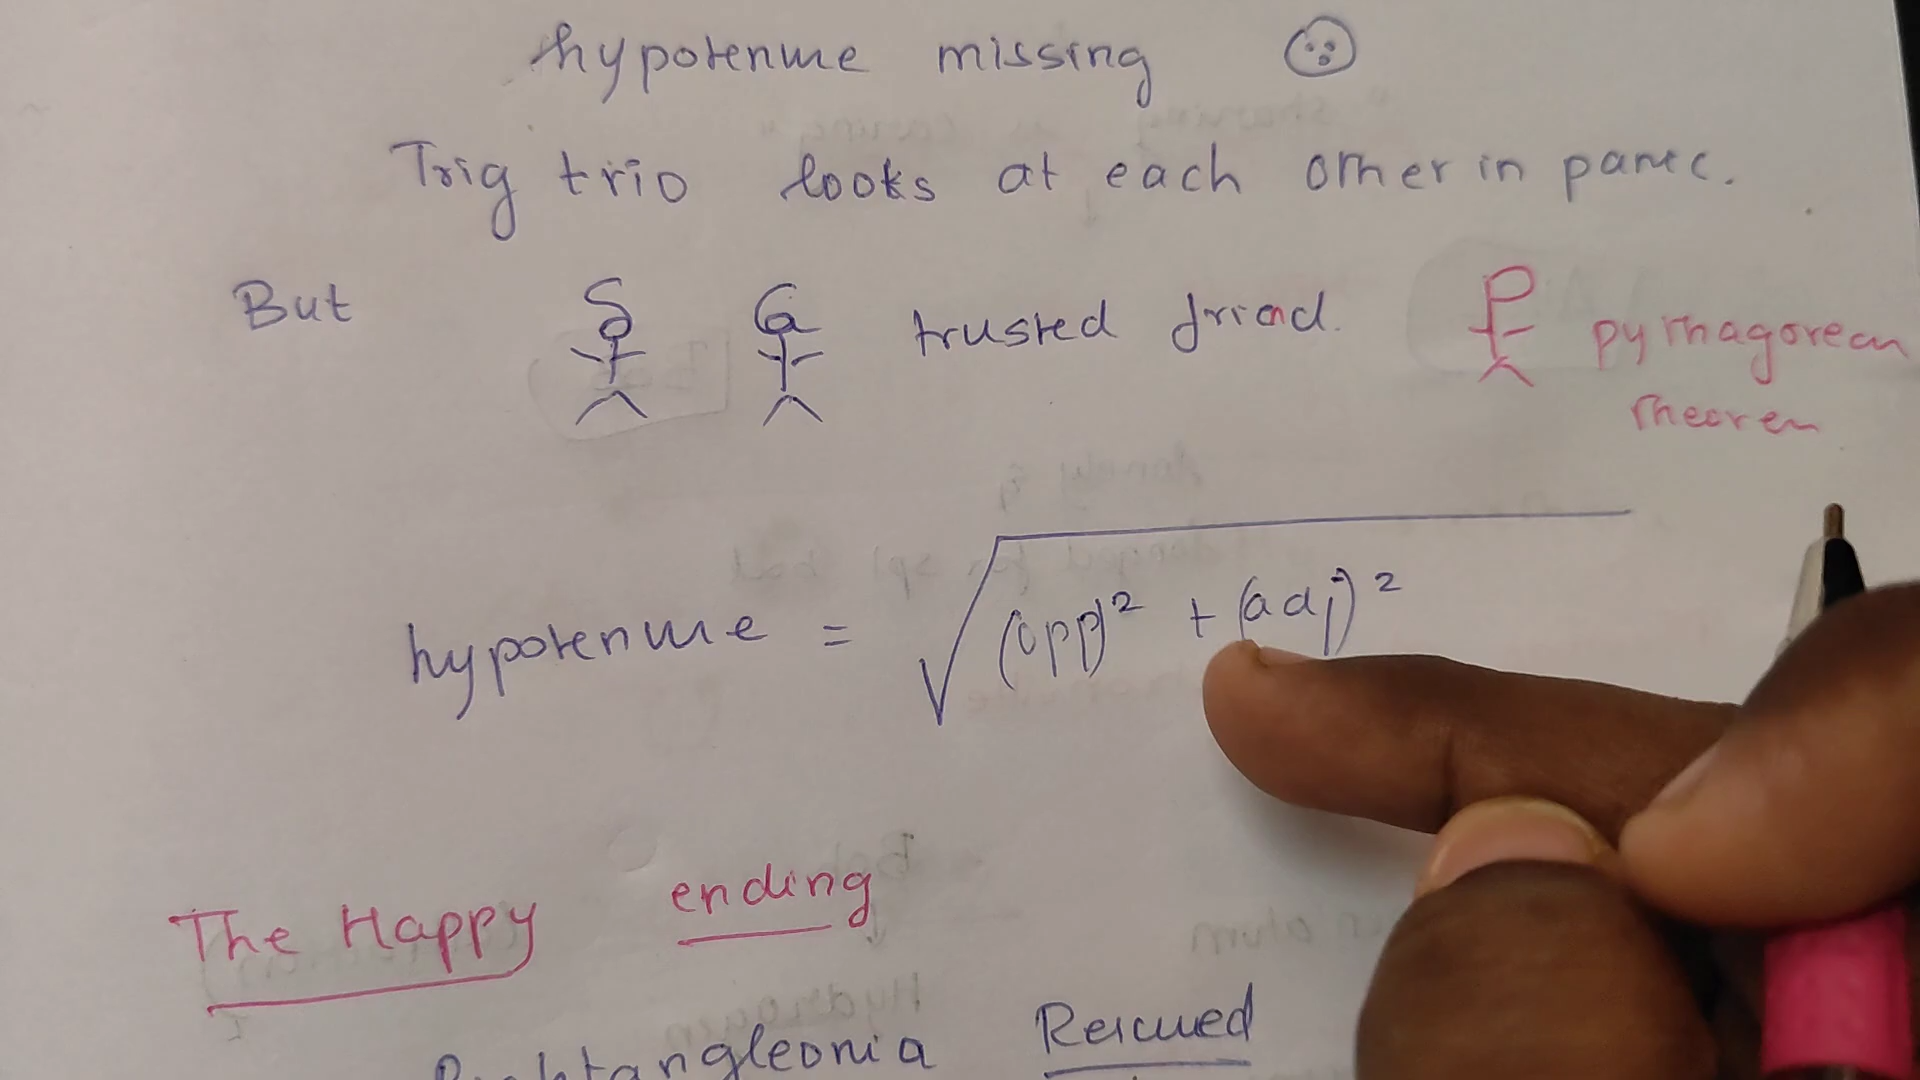 hypotenuse missing
Trig trio looks at each other in panic.
But S G trusted friend. P pythagorean
theorem
hypotenuse = √(opp)² + (adj)²
The Happy ending
Rightangleonia Rescued